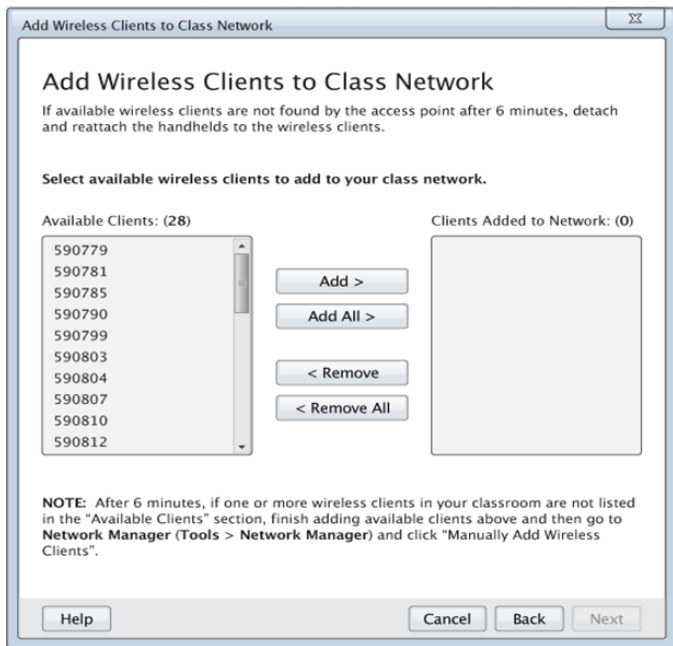 Add Wireless Clients to Class Network
Add Wireless Clients to Class Network
If available wireless clients are not found by the access point after 6 minutes, detach
and reattach the handhelds to the wireless clients.
Select available wireless clients to add to your class network.
Available Clients: (28)
Clients Added to Network: (0)
590779
590781
590785
590790
590799
590803
590804
590807
590810
590812
Add >
Add All >
< Remove
< Remove All
NOTE: After 6 minutes, if one or more wireless clients in your classroom are not listed
in the “Available Clients” section, finish adding available clients above and then go to
Network Manager (Tools > Network Manager) and click “Manually Add Wireless
Clients”.
Help
Cancel
Back
Next